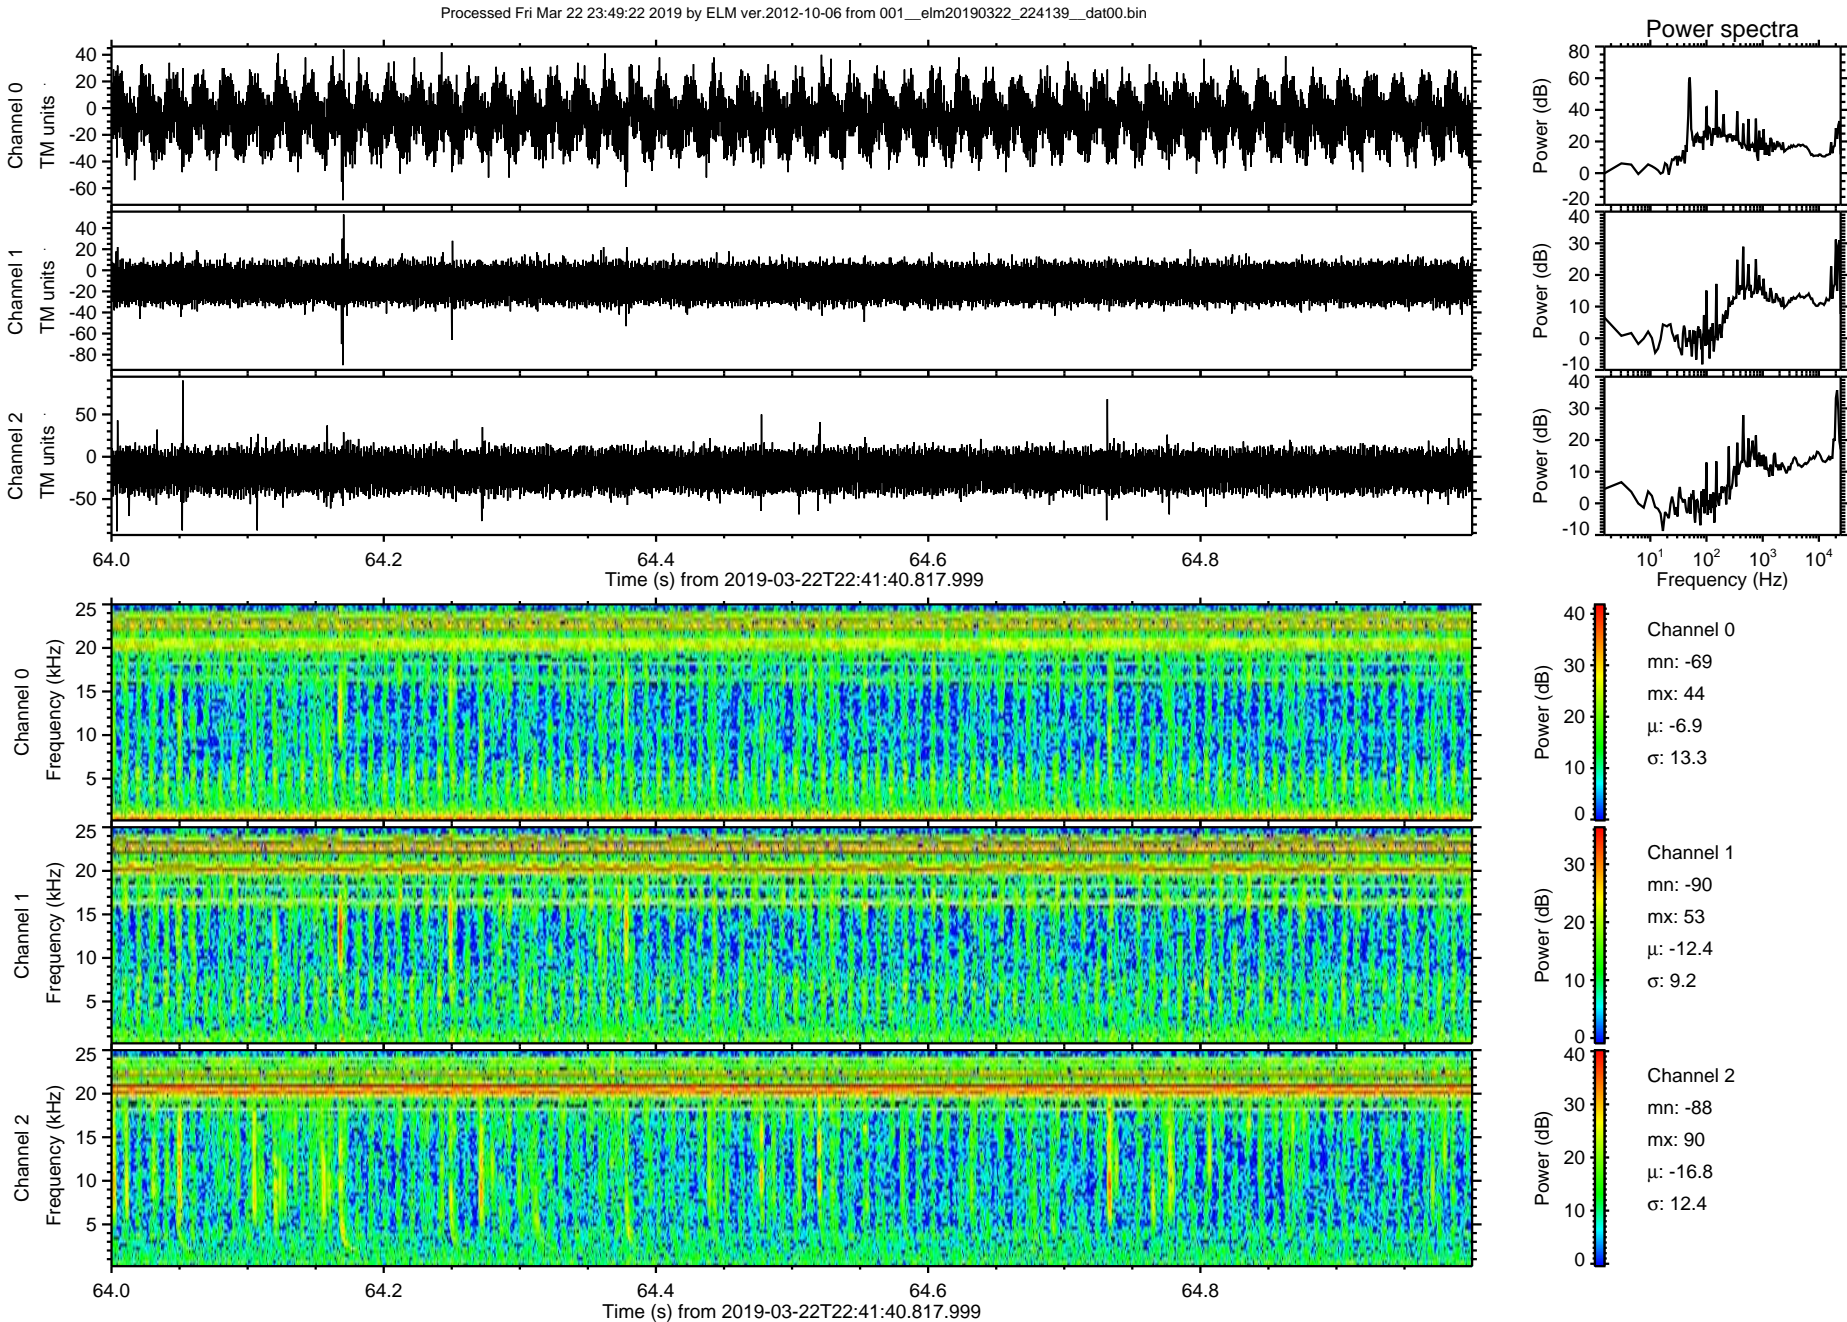 Processed Fri Mar 22 23:49:22 2019 by ELM ver.2012-10-06 from 001__elm20190322_224139__dat00.bin
Power spectra
Channel 0
TM units
40
20
0
-20
-40
-60
Power (dB)
80
60
40
20
0
-20
Channel 1
TM units
40
20
0
-20
-40
-60
-80
Power (dB)
40
30
20
10
0
-10
Channel 2
TM units
50
0
-50
Power (dB)
40
30
20
10
0
-10
64.0 64.2 64.4 64.6 64.8
Time (s) from 2019-03-22T22:41:40.817.999
10¹ 10² 10³ 10⁴
Frequency (Hz)
Channel 0
Frequency (kHz)
25
20
15
10
5
Power (dB)
40
30
20
10
0
Channel 0
mn: -69
mx: 44
μ: -6.9
σ: 13.3
Channel 1
Frequency (kHz)
25
20
15
10
5
Power (dB)
30
20
10
0
Channel 1
mn: -90
mx: 53
μ: -12.4
σ: 9.2
Channel 2
Frequency (kHz)
25
20
15
10
5
Power (dB)
40
30
20
10
0
Channel 2
mn: -88
mx: 90
μ: -16.8
σ: 12.4
64.0 64.2 64.4 64.6 64.8
Time (s) from 2019-03-22T22:41:40.817.999